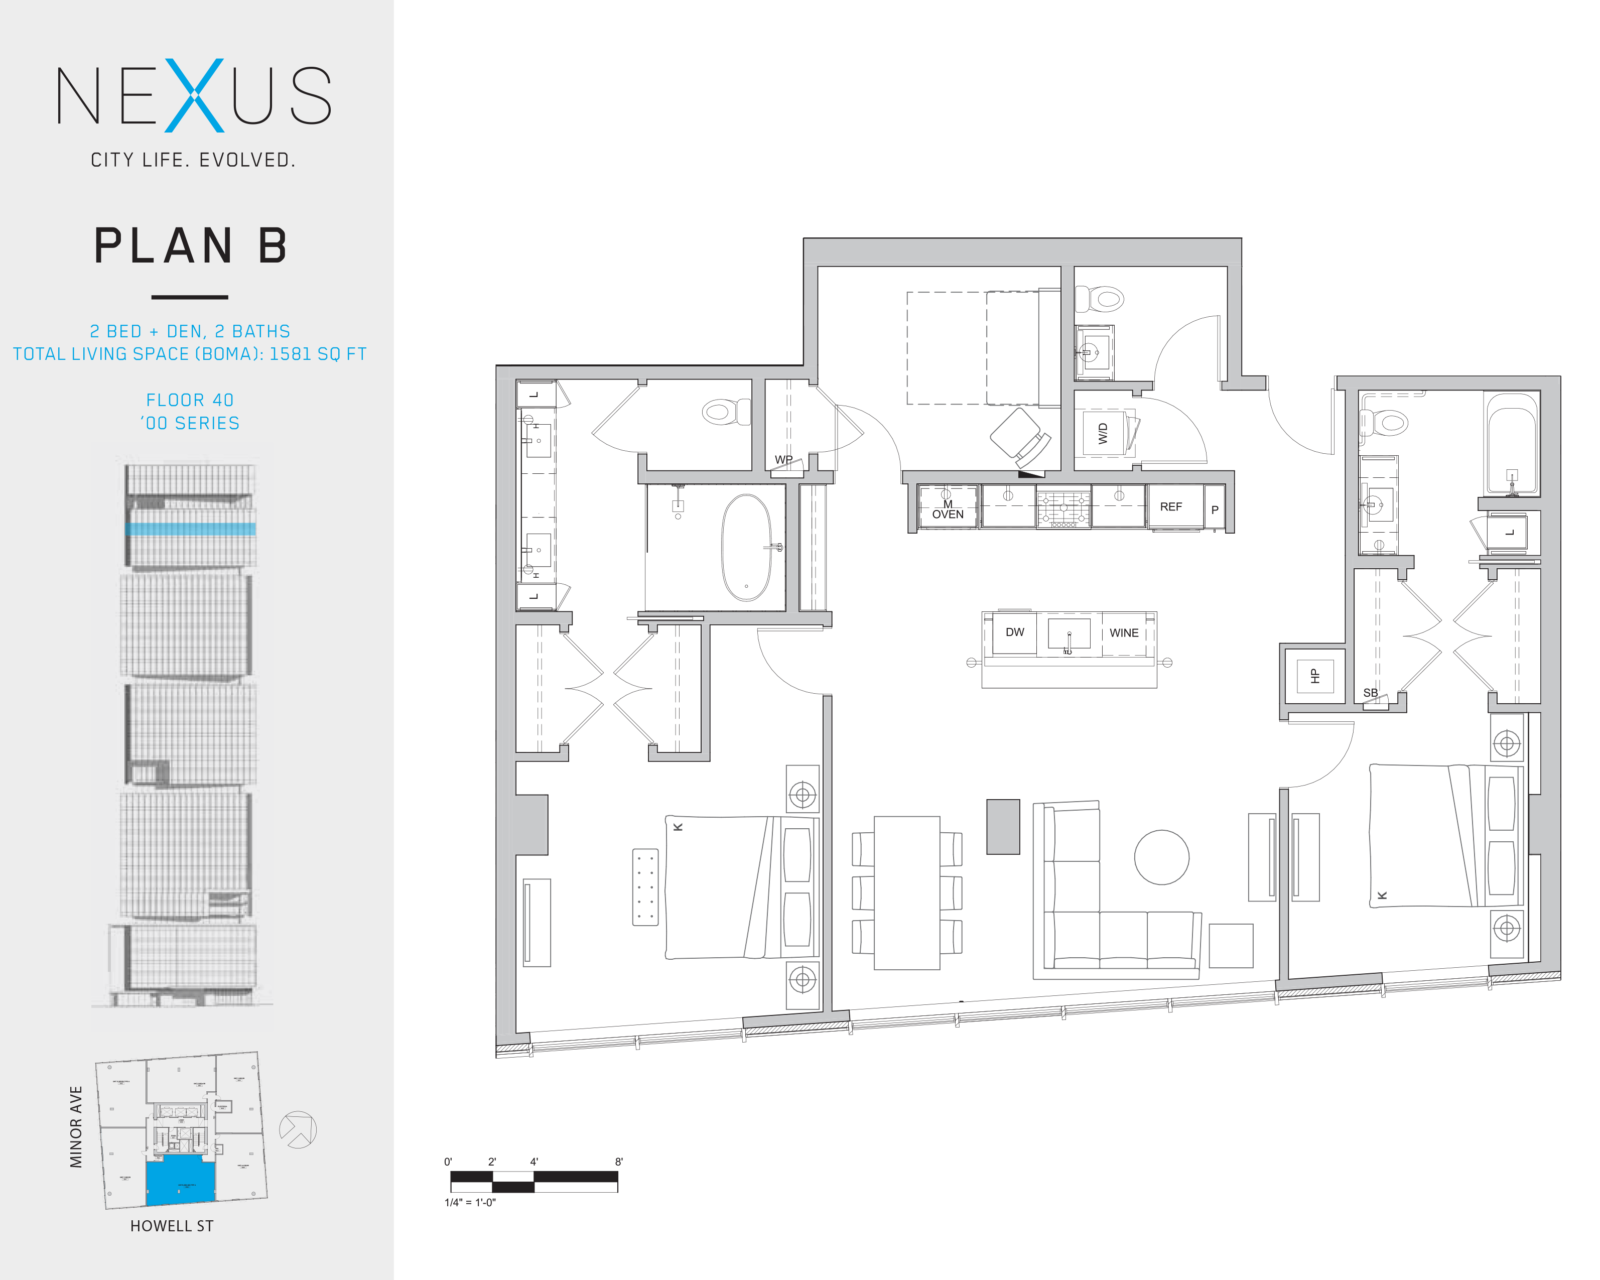 NEXUS
CITY LIFE. EVOLVED.
PLAN B
2 BED + DEN, 2 BATHS
TOTAL LIVING SPACE (BOMA): 1581 SQ FT
FLOOR 40
‘00 SERIES
MINOR AVE
HOWELL ST
L
H
H
L
WP
W/D
M
OVEN
REF
P
L
DW
WINE
HP
SB
K
K
0' 2' 4' 8'
1/4" = 1'-0"